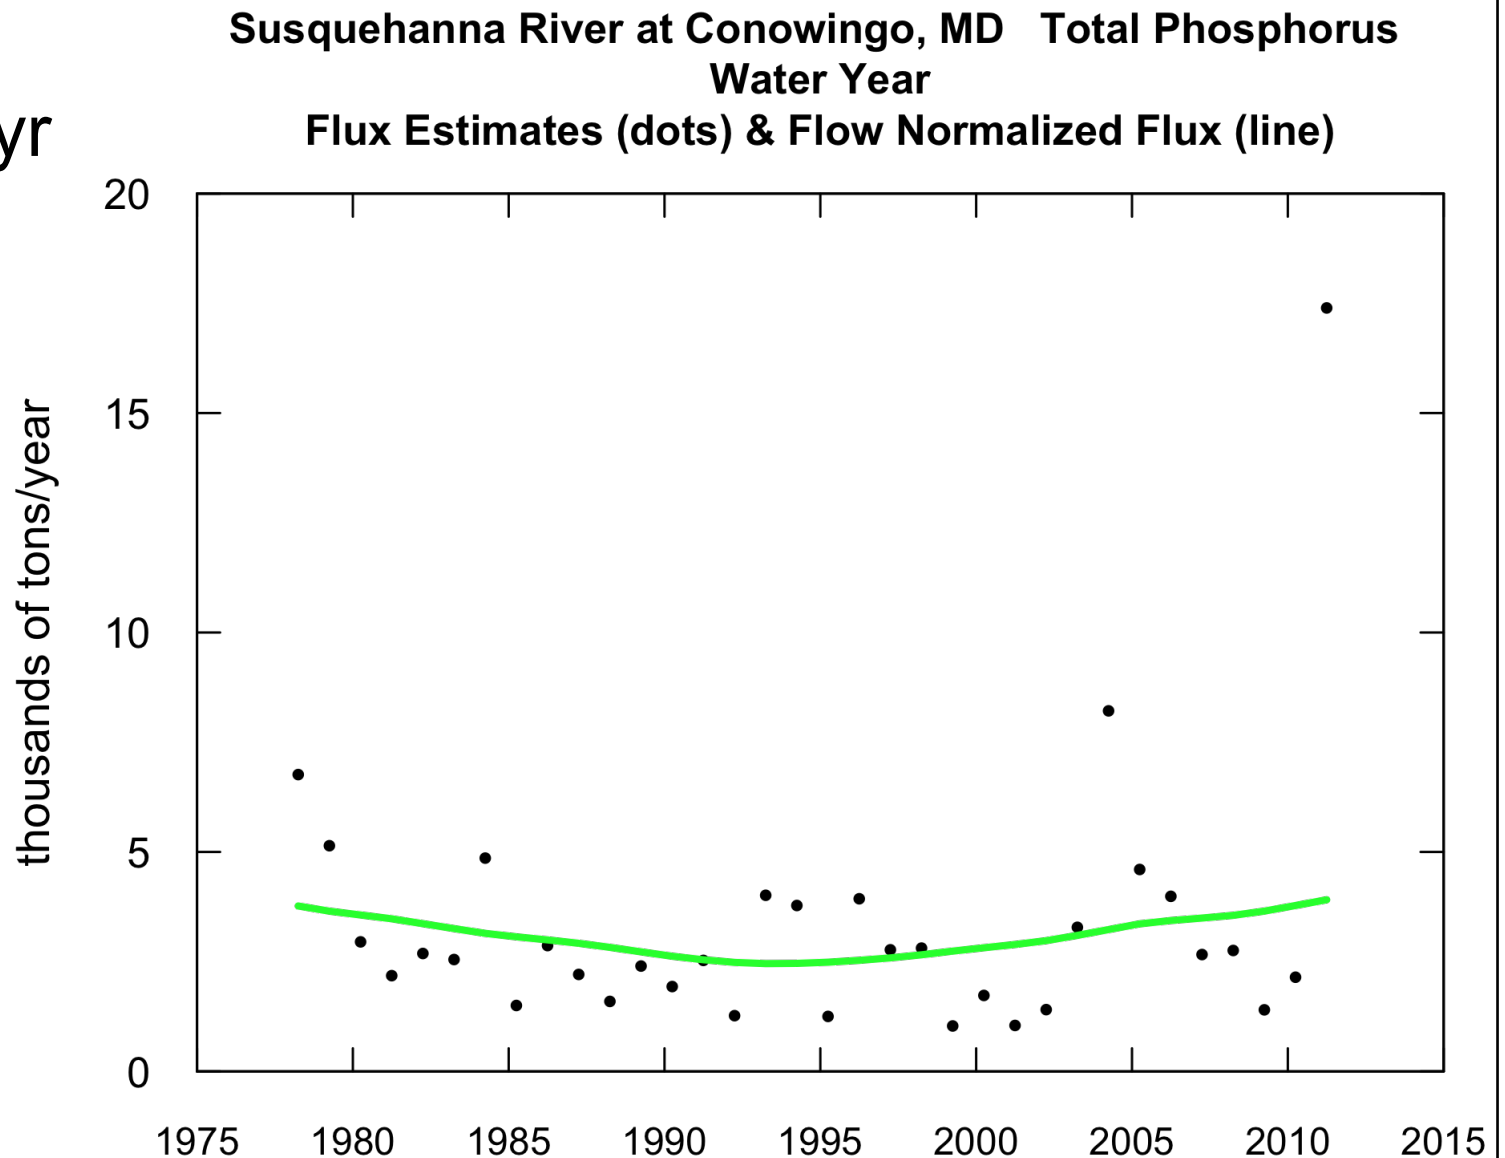 Susquehanna River at Conowingo, MD Total Phosphorus
Water Year
Flux Estimates (dots) & Flow Normalized Flux (line)
yr
20
15
10
5
0
thousands of tons/year
1975 1980 1985 1990 1995 2000 2005 2010 2015